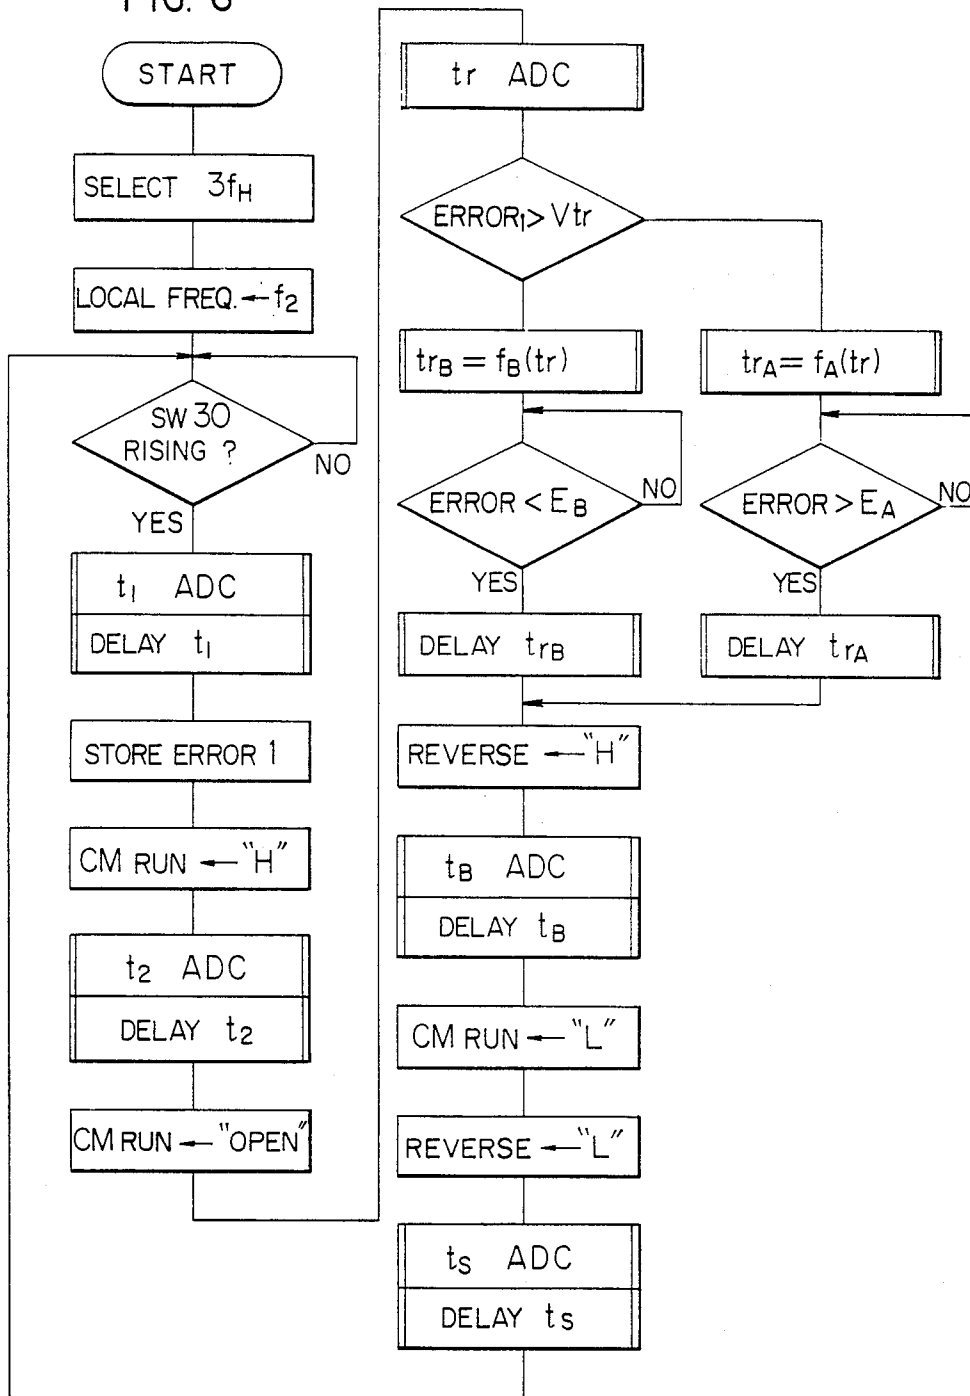 START
SELECT 3fH
LOCAL FREQ. ← f2
SW 30
RISING ?
NO
YES
t1 ADC
DELAY t1
STORE ERROR 1
CM RUN ← "H"
t2 ADC
DELAY t2
CM RUN ← "OPEN"
tr ADC
ERROR1 > Vtr
trB = fB(tr)
trA = fA(tr)
ERROR < EB
NO
ERROR > EA
NO
YES
YES
DELAY trB
DELAY trA
REVERSE ← "H"
tB ADC
DELAY tB
CM RUN ← "L"
REVERSE ← "L"
tS ADC
DELAY tS